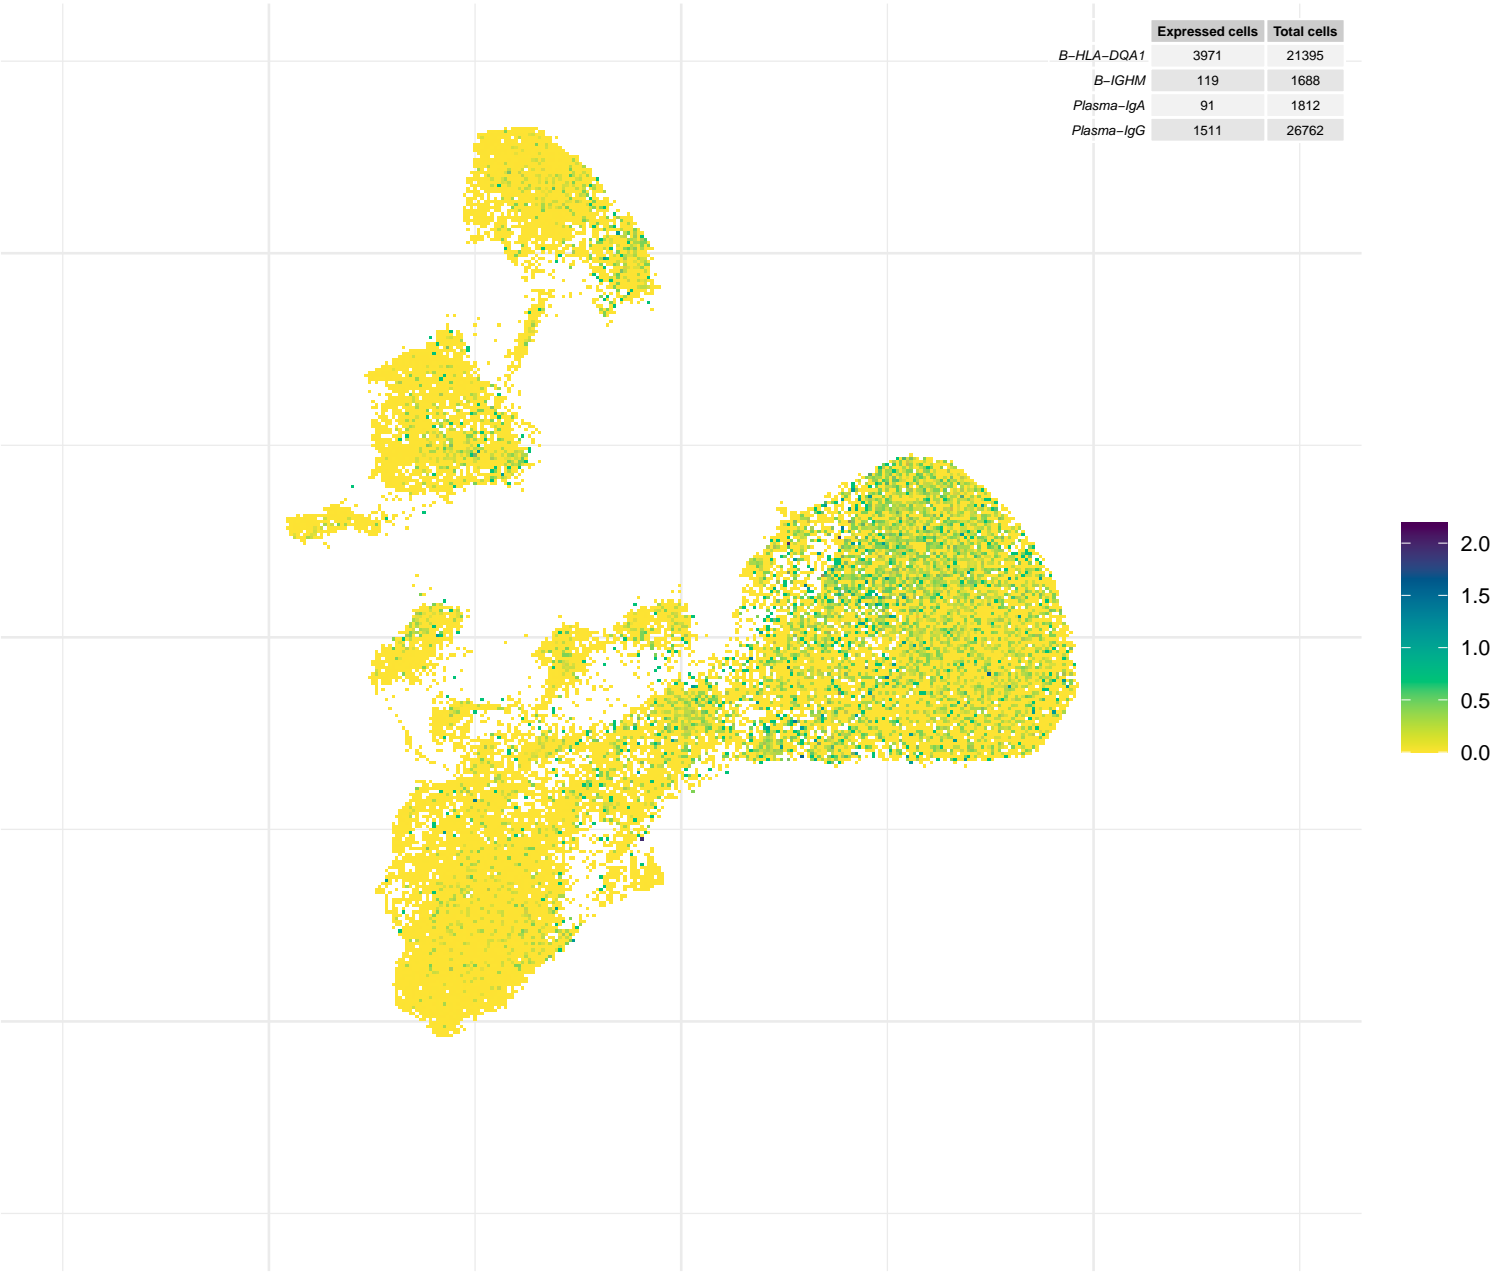 Expressed cells Total cells
B−HLA−DQA1 3971 21395
B−IGHM 119 1688
Plasma−IgA 91 1812
Plasma−IgG 1511 26762
2.0
1.5
1.0
0.5
0.0